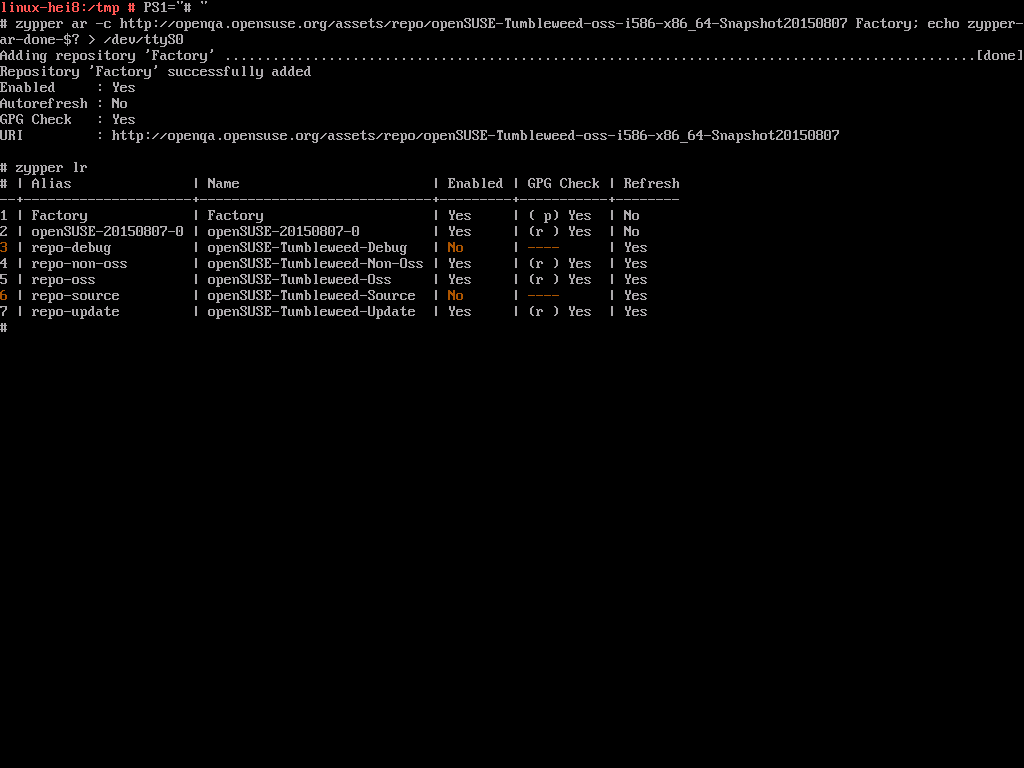 linux-hei8:/tmp # PS1="# "
# zypper ar -c http://openqa.opensuse.org/assets/repo/openSUSE-Tumbleweed-oss-i586-x86_64-Snapshot20150807 Factory; echo zypper-
ar-done-$? > /dev/ttyS0
Adding repository 'Factory' ...............................................................................................[done]
Repository 'Factory' successfully added
Enabled     : Yes
Autorefresh : No
GPG Check   : Yes
URI         : http://openqa.opensuse.org/assets/repo/openSUSE-Tumbleweed-oss-i586-x86_64-Snapshot20150807

# zypper lr
# | Alias               | Name                        | Enabled | GPG Check | Refresh
--+---------------------+-----------------------------+---------+-----------+--------
1 | Factory             | Factory                     | Yes     | ( p) Yes  | No
2 | openSUSE-20150807-0 | openSUSE-20150807-0         | Yes     | (r ) Yes  | No
3 | repo-debug          | openSUSE-Tumbleweed-Debug   | No      | ----      | Yes
4 | repo-non-oss        | openSUSE-Tumbleweed-Non-Oss | Yes     | (r ) Yes  | Yes
5 | repo-oss            | openSUSE-Tumbleweed-Oss     | Yes     | (r ) Yes  | Yes
6 | repo-source         | openSUSE-Tumbleweed-Source  | No      | ----      | Yes
7 | repo-update         | openSUSE-Tumbleweed-Update  | Yes     | (r ) Yes  | Yes
#